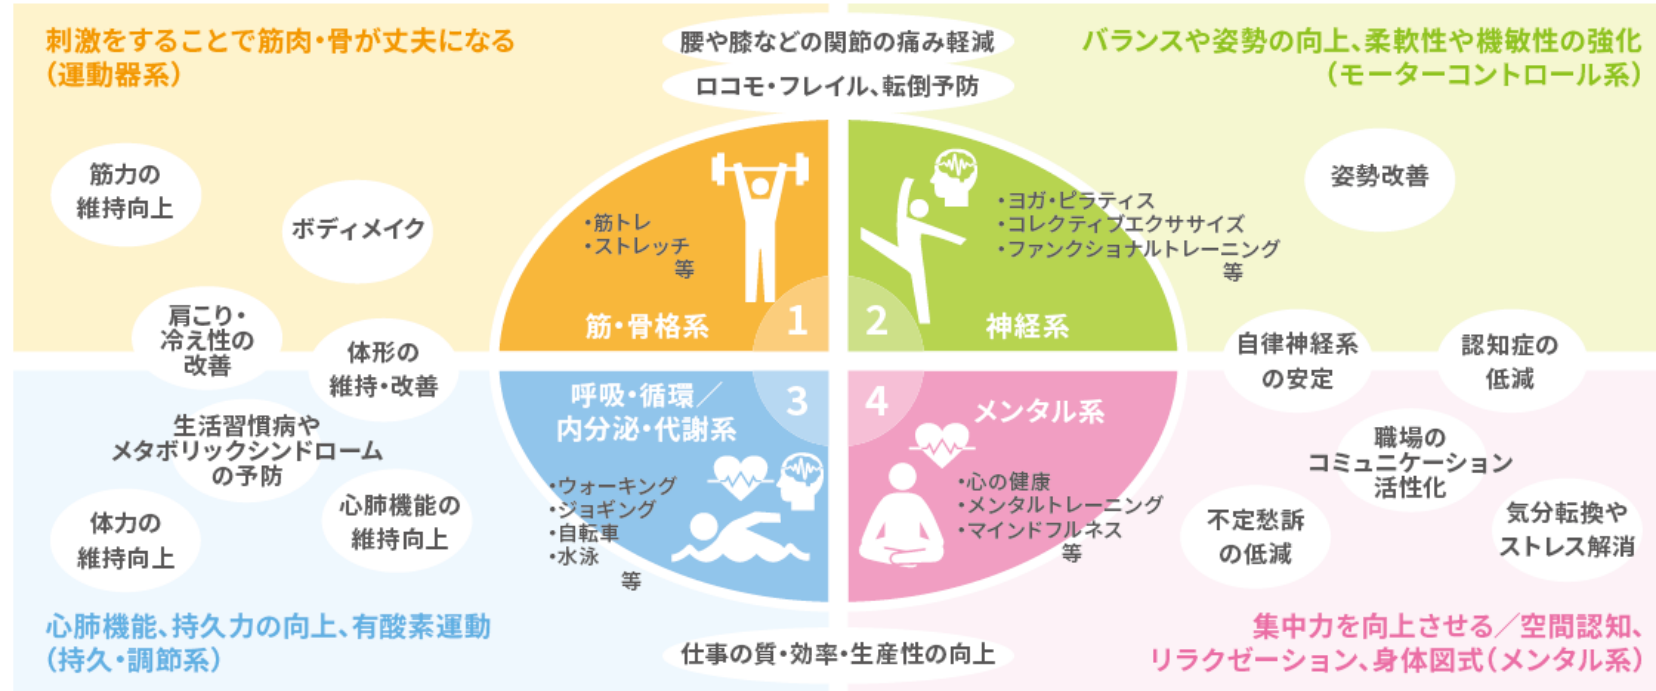 刺激をすることで筋肉・骨が丈夫になる
（運動器系）
腰や膝などの関節の痛み軽減
ロコモ・フレイル、転倒予防
バランスや姿勢の向上、柔軟性や機敏性の強化
（モーターコントロール系）
筋力の
維持向上
ボディメイク
肩こり・
冷え性の
改善
体形の
維持・改善
・筋トレ
・ストレッチ
等
筋・骨格系
1
2
・ヨガ・ピラティス
・コレクティブエクササイズ
・ファンクショナルトレーニング
等
神経系
姿勢改善
自律神経系
の安定
認知症の
低減
生活習慣病や
メタボリックシンドローム
の予防
体力の
維持向上
心肺機能の
維持向上
呼吸・循環／
内分泌・代謝系
3
・ウォーキング
・ジョギング
・自転車
・水泳
等
4
メンタル系
・心の健康
・メンタルトレーニング
・マインドフルネス
等
職場の
コミュニケーション
活性化
不定愁訴
の低減
気分転換や
ストレス解消
心肺機能、持久力の向上、有酸素運動
（持久・調節系）
仕事の質・効率・生産性の向上
集中力を向上させる／空間認知、
リラクゼーション、身体図式（メンタル系）